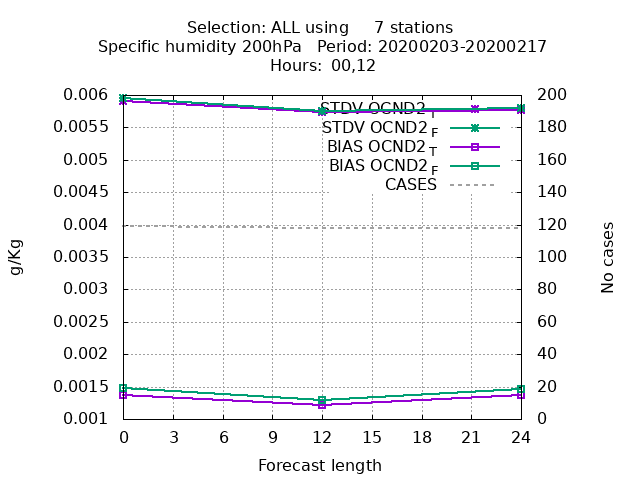 Selection: ALL using 7 stations
Specific humidity 200hPa Period: 20200203-20200217
Hours: 00,12
0.006
0.0055
0.005
0.0045
0.004
0.0035
0.003
0.0025
0.002
0.0015
0.001
g/Kg
STDV OCND2 T
STDV OCND2 F
BIAS OCND2 T
BIAS OCND2 F
CASES
200
180
160
140
120
100
80
60
40
20
0
No cases
0 3 6 9 12 15 18 21 24
Forecast length